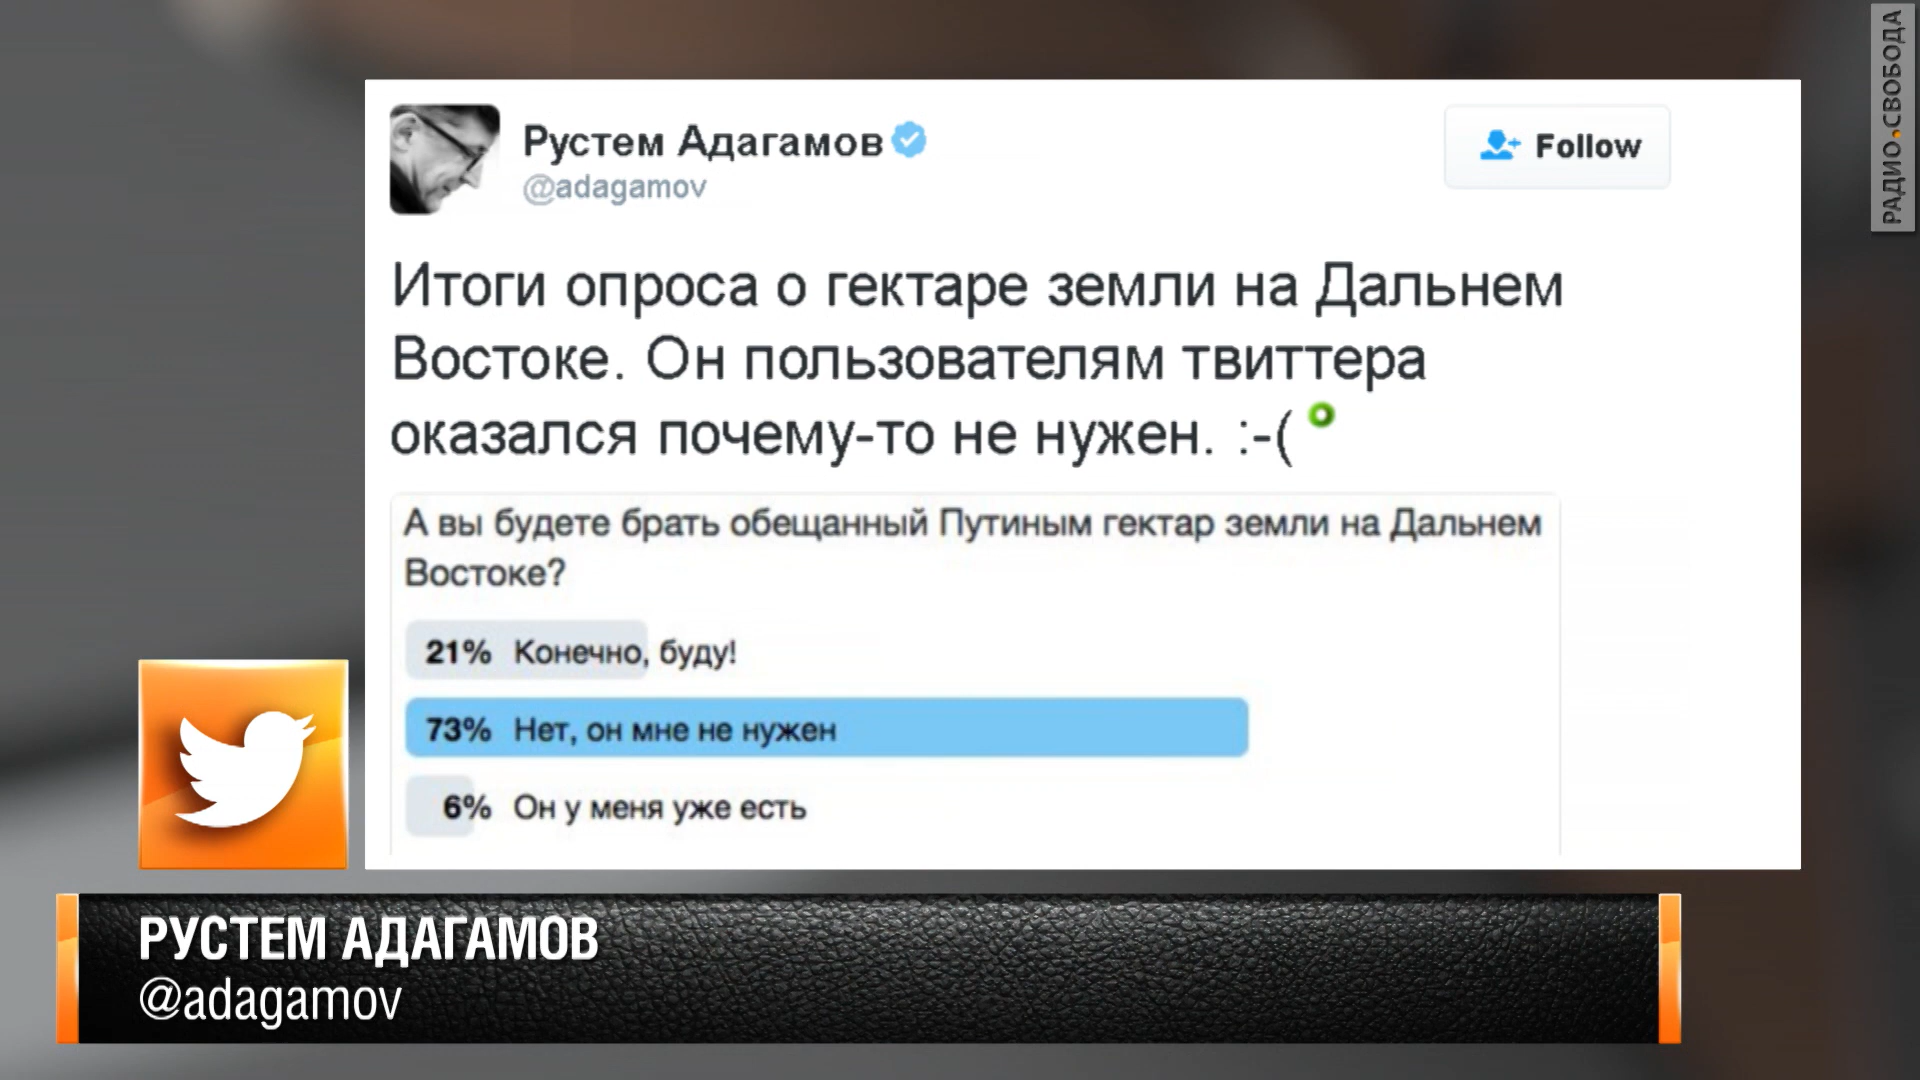 РАДИО СВОБОДА
Рустем Адагамов
@adagamov
Follow
Итоги опроса о гектаре земли на Дальнем
Востоке. Он пользователям твиттера
оказался почему-то не нужен. :-(
А вы будете брать обещанный Путиным гектар земли на Дальнем
Востоке?
21% Конечно, буду!
73% Нет, он мне не нужен
6% Он у меня уже есть
РУСТЕМ АДАГАМОВ
@adagamov